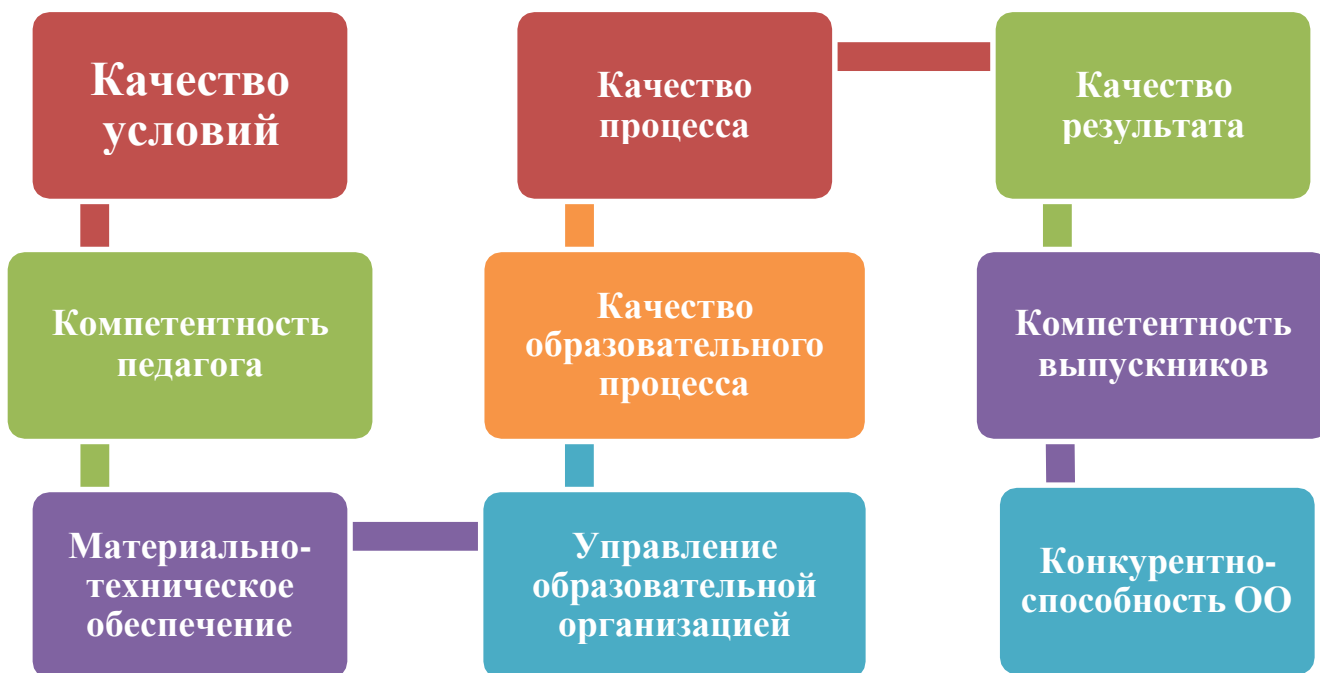 Качество
условий
Качество
процесса
Качество
результата
Компетентность
педагога
Качество
образовательного
процесса
Компетентность
выпускников
Материально-
техническое
обеспечение
Управление
образовательной
организацией
Конкурентно-
способность ОО